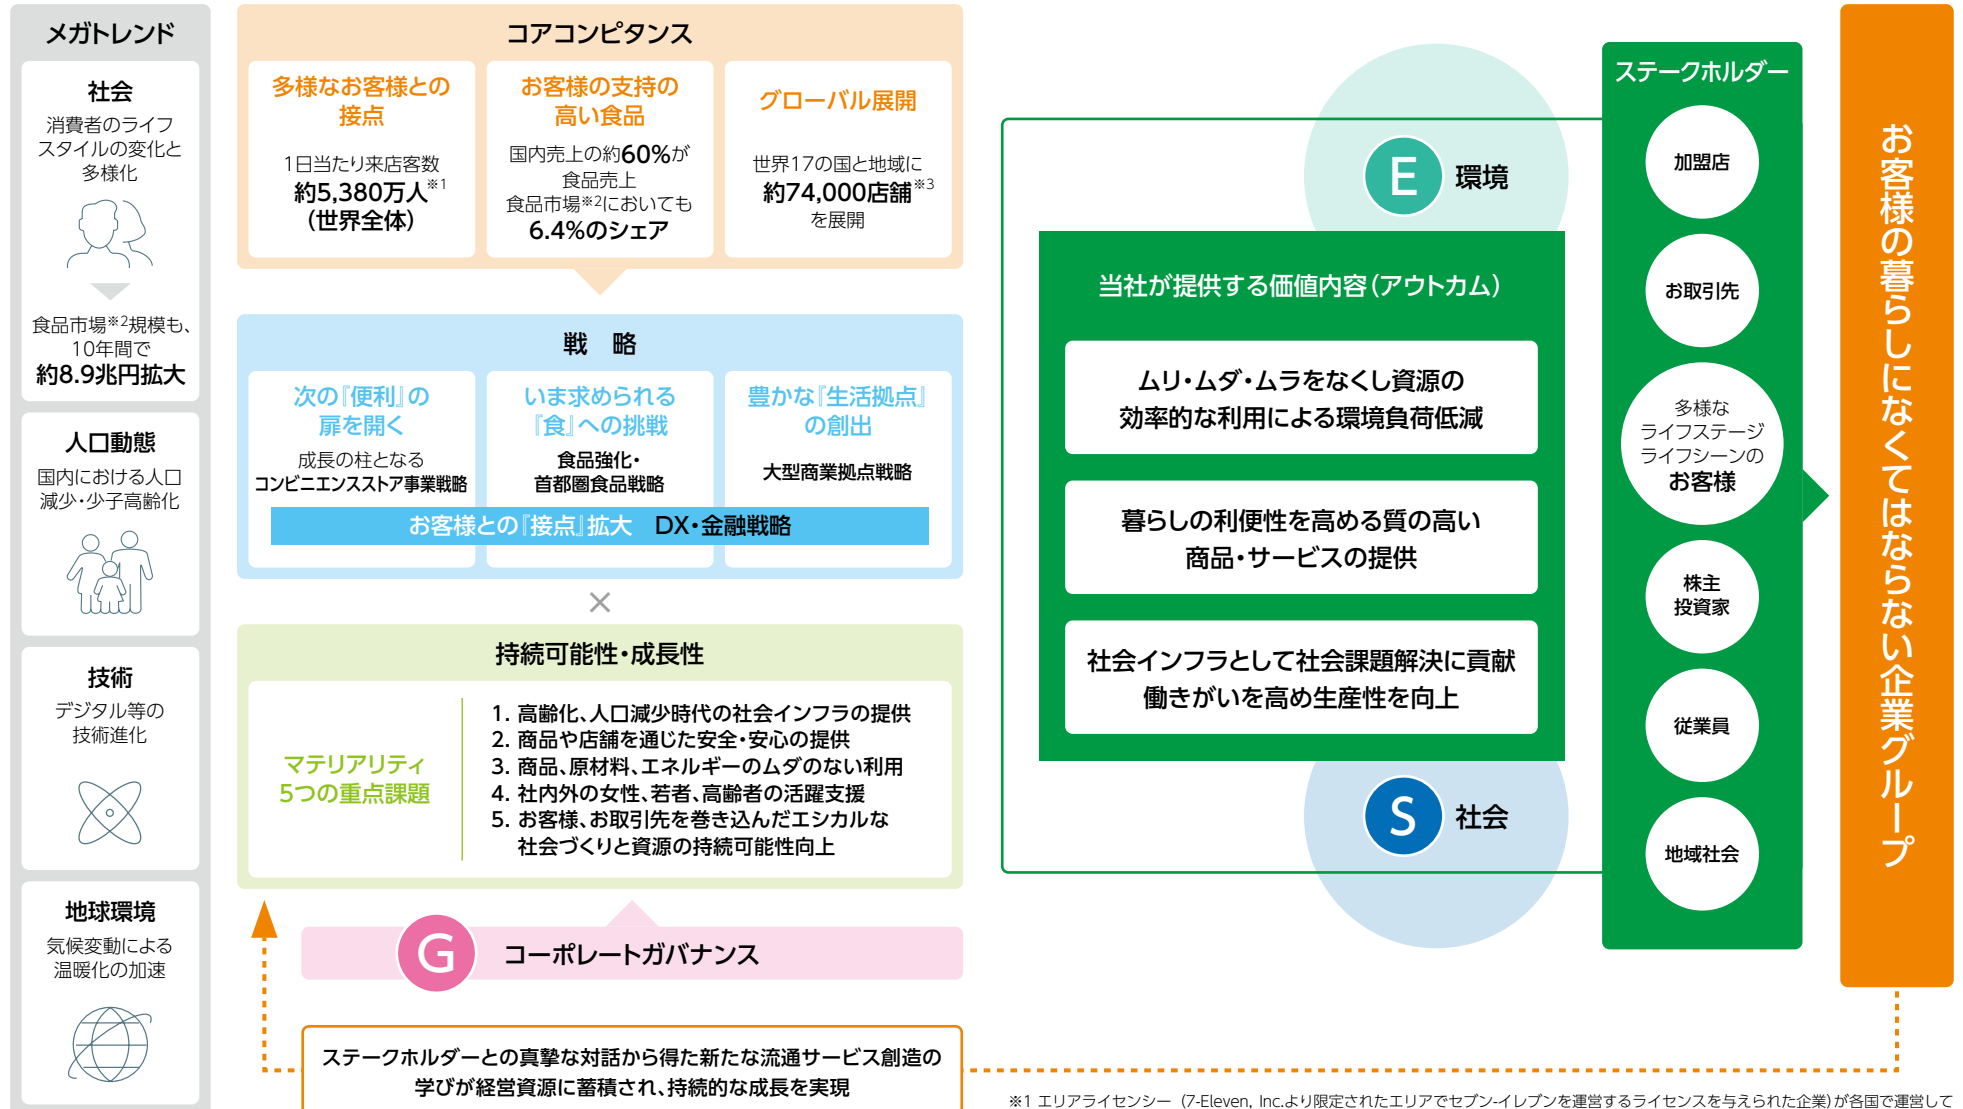 メガトレンド
社会
消費者のライフ
スタイルの変化と
多様化
食品市場※2規模も、
10年間で
約8.9兆円拡大
人口動態
国内における人口
減少・少子高齢化
技術
デジタル等の
技術進化
地球環境
気候変動による
温暖化の加速
コアコンピタンス
多様なお客様との
接点
1日当たり来店客数
約5,380万人※1
(世界全体)
お客様の支持の
高い食品
国内売上の約60%が
食品売上
食品市場※2においても
6.4%のシェア
グローバル展開
世界17の国と地域に
約74,000店舗※3
を展開
戦　略
次の『便利』の
扉を開く
成長の柱となる
コンビニエンスストア事業戦略
いま求められる
『食』への挑戦
食品強化・
首都圏食品戦略
豊かな『生活拠点』
の創出
大型商業拠点戦略
お客様との『接点』拡大　DX・金融戦略
×
持続可能性・成長性
マテリアリティ
5つの重点課題
1. 高齢化、人口減少時代の社会インフラの提供
2. 商品や店舗を通じた安全・安心の提供
3. 商品、原材料、エネルギーのムダのない利用
4. 社内外の女性、若者、高齢者の活躍支援
5. お客様、お取引先を巻き込んだエシカルな
社会づくりと資源の持続可能性向上
G コーポレートガバナンス
ステークホルダーとの真摯な対話から得た新たな流通サービス創造の
学びが経営資源に蓄積され、持続的な成長を実現
E 環境
当社が提供する価値内容(アウトカム)
ムリ・ムダ・ムラをなくし資源の
効率的な利用による環境負荷低減
暮らしの利便性を高める質の高い
商品・サービスの提供
社会インフラとして社会課題解決に貢献
働きがいを高め生産性を向上
S 社会
ステークホルダー
加盟店
お取引先
多様な
ライフステージ
ライフシーンの
お客様
株主
投資家
従業員
地域社会
お客様の暮らしになくてはならない企業グループ
※1 エリアライセンシー(7-Eleven, Inc.より限定されたエリアでセブン-イレブンを運営するライセンスを与えられた企業)が各国で運営して